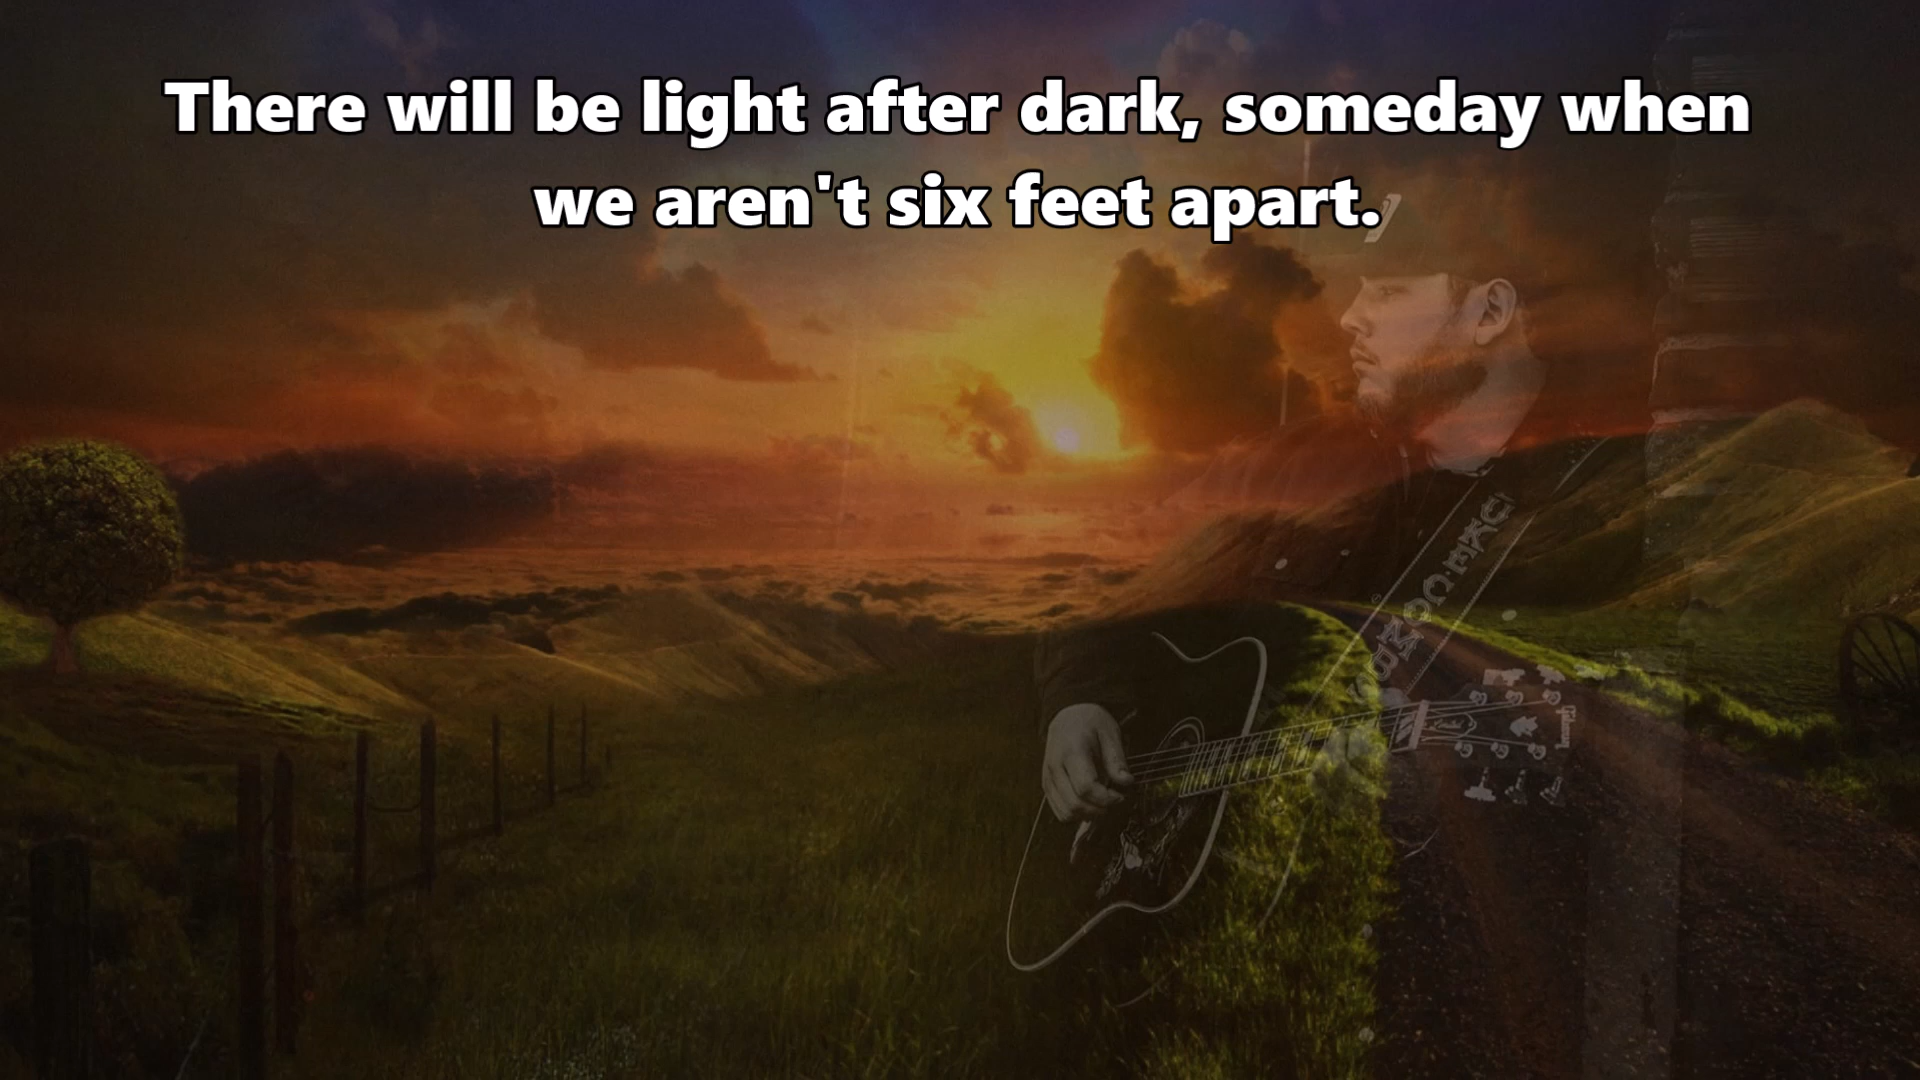 There will be light after dark, someday when
we aren't six feet apart.